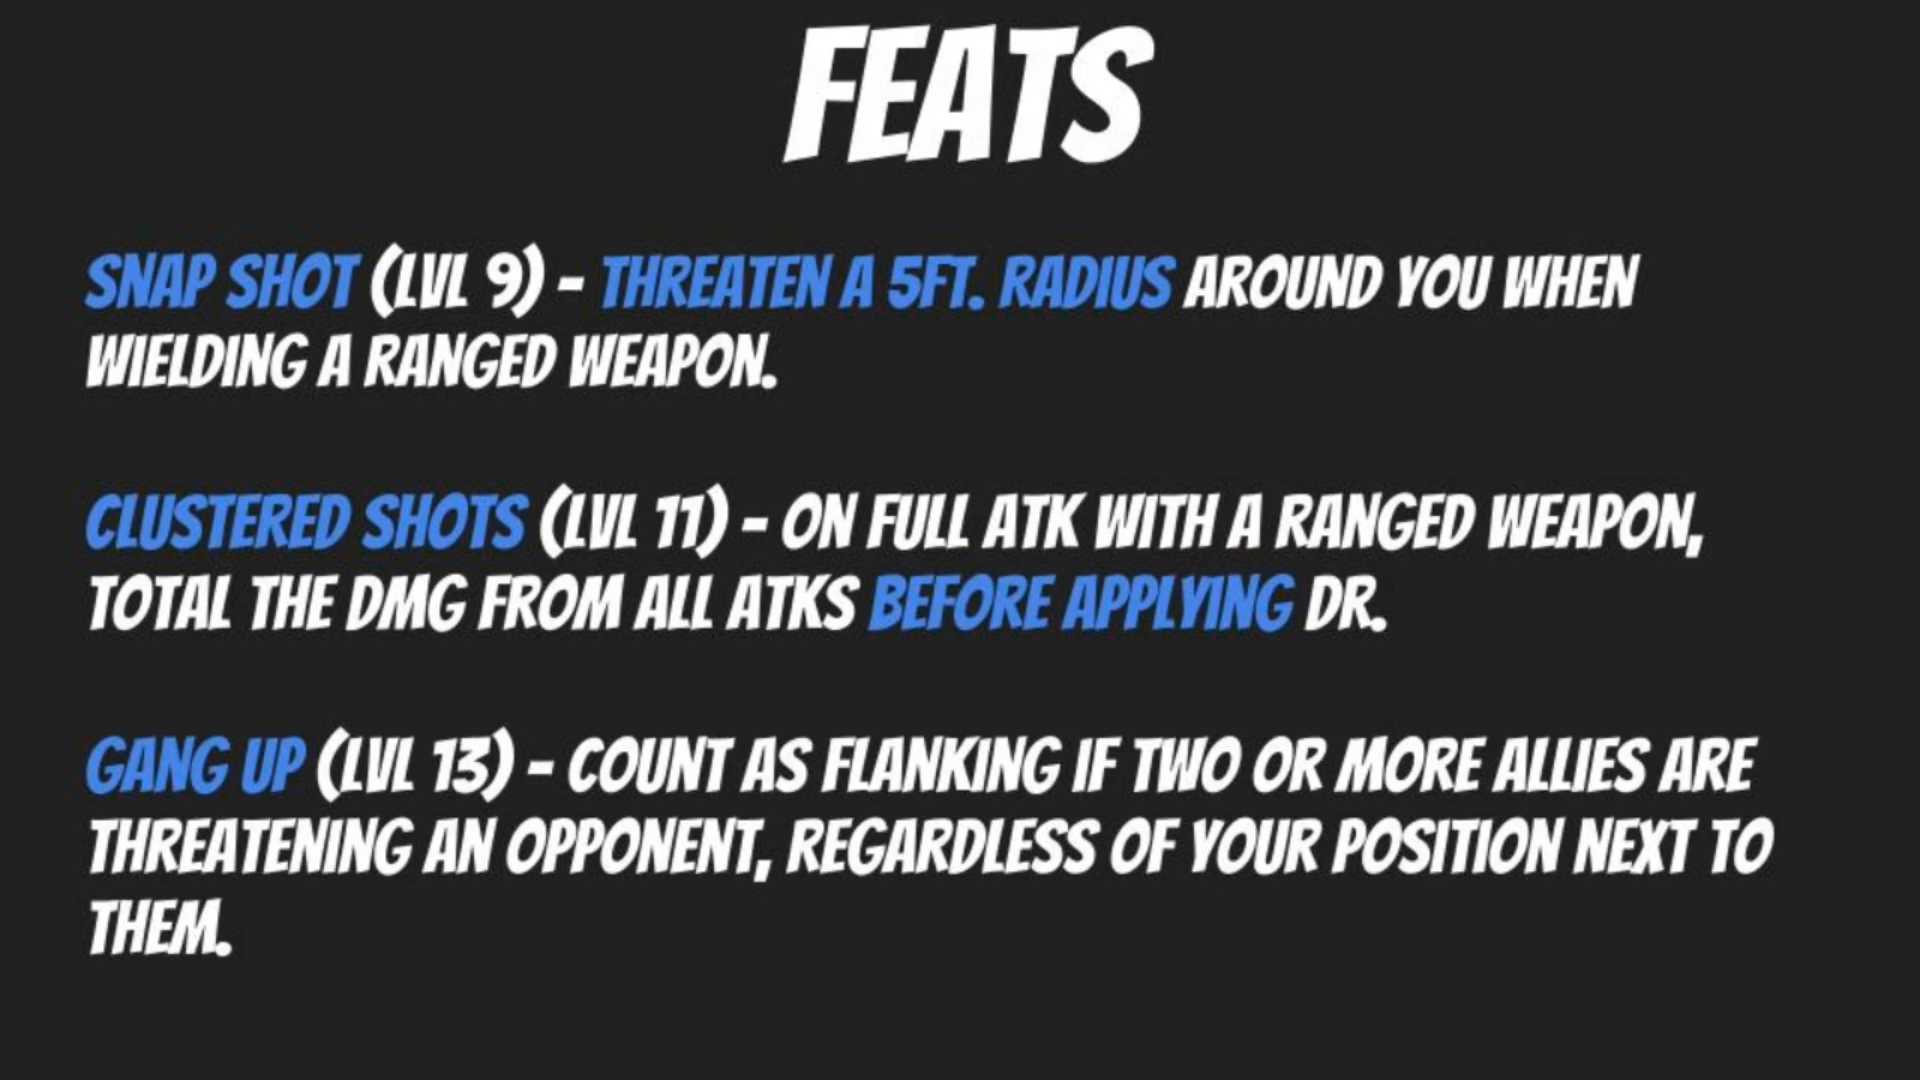 FEATS
SNAP SHOT (LVL 9) - THREATEN A 5FT. RADIUS AROUND YOU WHEN
WIELDING A RANGED WEAPON.
CLUSTERED SHOTS (LVL 11) - ON FULL ATK WITH A RANGED WEAPON,
TOTAL THE DMG FROM ALL ATKS BEFORE APPLYING DR.
GANG UP (LVL 13) - COUNT AS FLANKING IF TWO OR MORE ALLIES ARE
THREATENING AN OPPONENT, REGARDLESS OF YOUR POSITION NEXT TO
THEM.